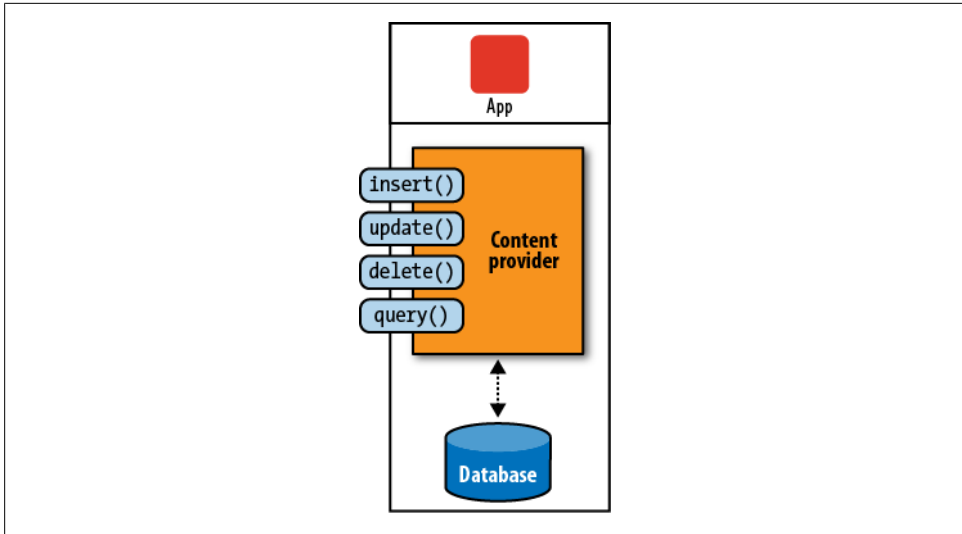 App
insert()
update()
delete()
query()
Content
provider
Database